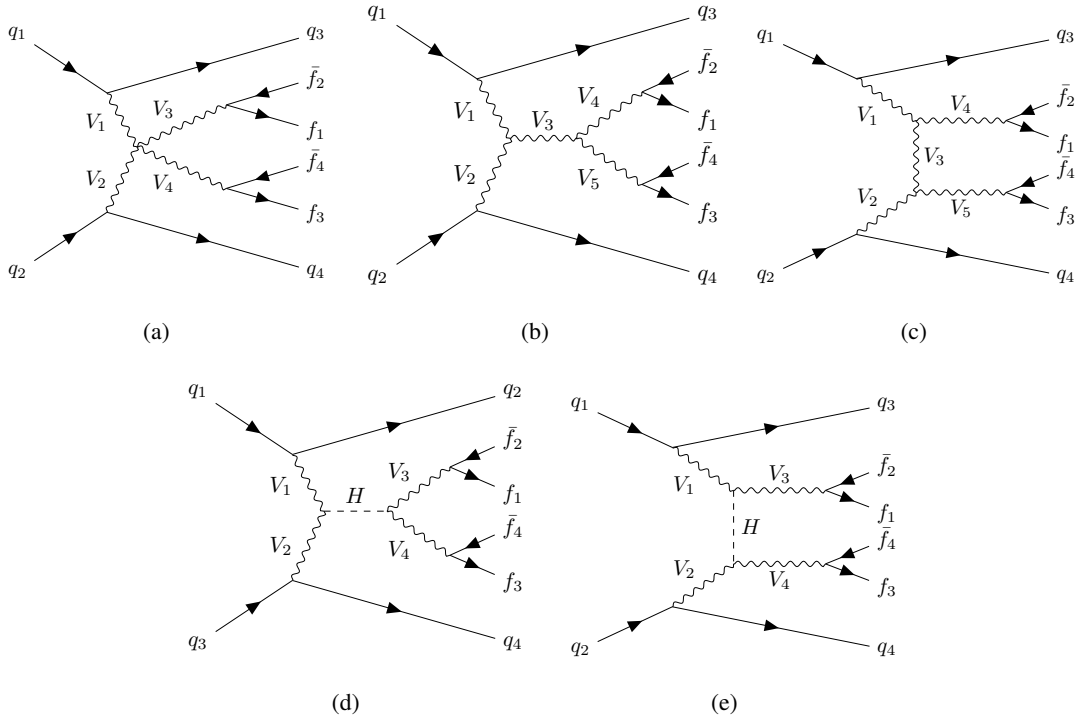 q₁ q₃ V₁ V₃ f̄₂ f₁ V₂ V₄ f̄₄ f₃ q₂ q₄
(a)
q₁ q₃ V₁ V₃ V₄ f̄₂ f₁ V₂ V₅ f̄₄ f₃ q₂ q₄
(b)
q₁ q₃ V₁ V₄ f̄₂ f₁ V₃ V₂ V₅ f̄₄ f₃ q₂ q₄
(c)
q₁ q₂ V₁ H V₃ f̄₂ f₁ V₂ V₄ f̄₄ f₃ q₃ q₄
(d)
q₁ q₃ V₁ V₃ f̄₂ f₁ H V₂ V₄ f̄₄ f₃ q₂ q₄
(e)